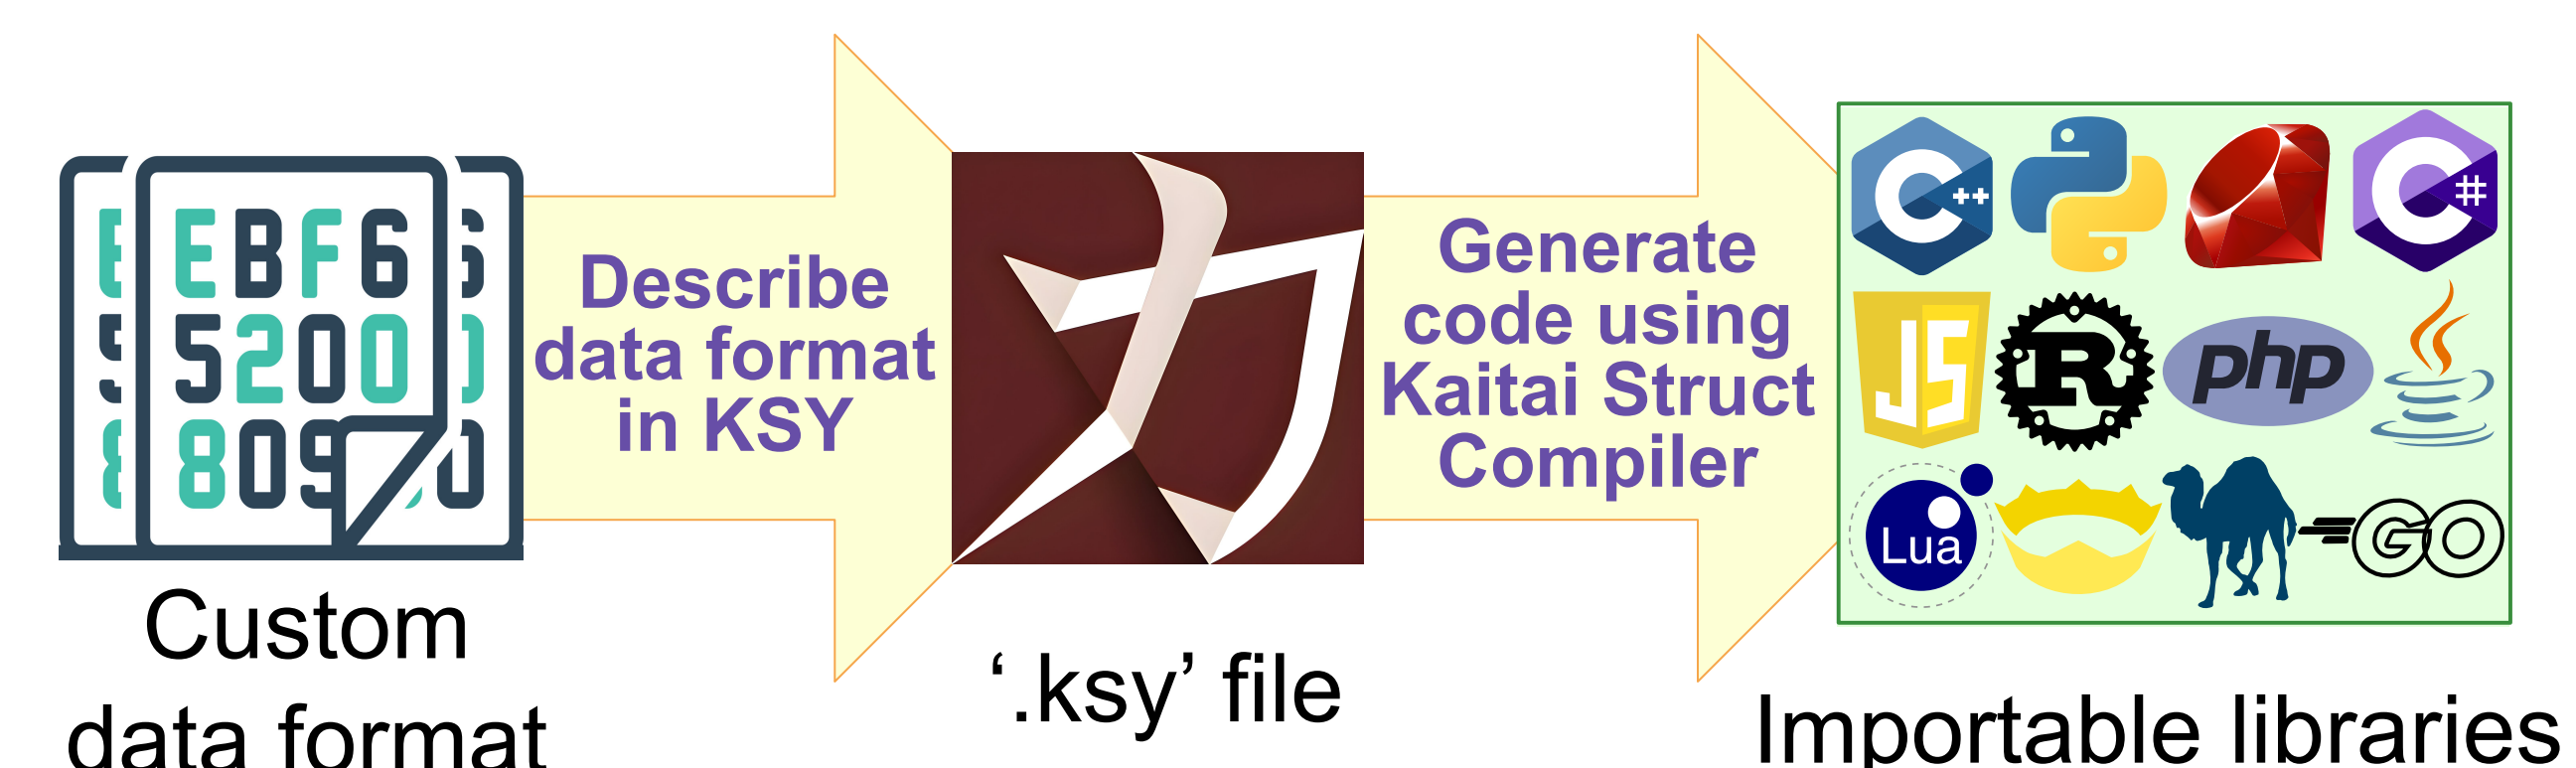 EBF6
5200
809
Custom
data format
Describe
data format
in KSY
‘.ksy’ file
Generate
code using
Kaitai Struct
Compiler
C++
C#
JS
R
php
Lua
GO
Importable libraries